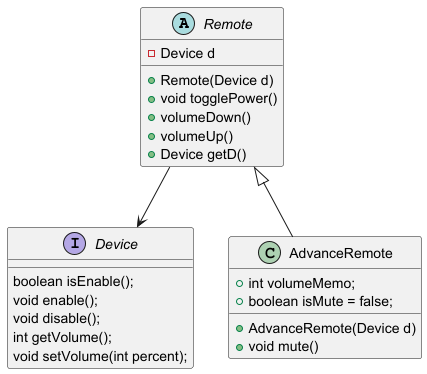 A Remote
Device d
Remote(Device d)
void togglePower()
volumeDown()
volumeUp()
Device getD()
I Device
boolean isEnable();
void enable();
void disable();
int getVolume();
void setVolume(int percent);
C AdvanceRemote
int volumeMemo;
boolean isMute = false;
AdvanceRemote(Device d)
void mute()